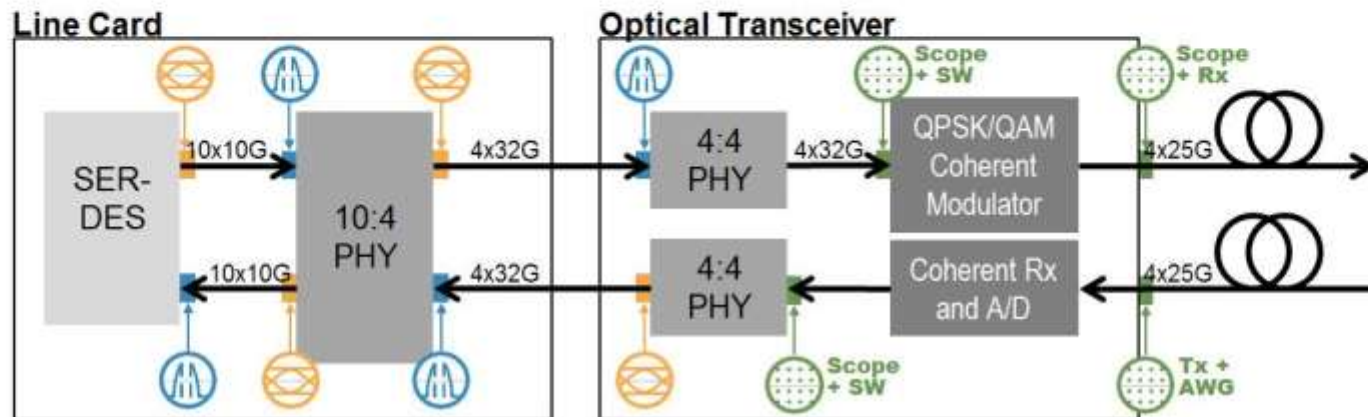 Line Card
Optical Transceiver
Scope
+ SW
Scope
+ Rx
SER-
DES
10x10G
10:4
PHY
4x32G
4:4
PHY
4x32G
QPSK/QAM
Coherent
Modulator
4x25G
10x10G
4x32G
4:4
PHY
Coherent Rx
and A/D
4x25G
Scope
+ SW
Tx +
AWG